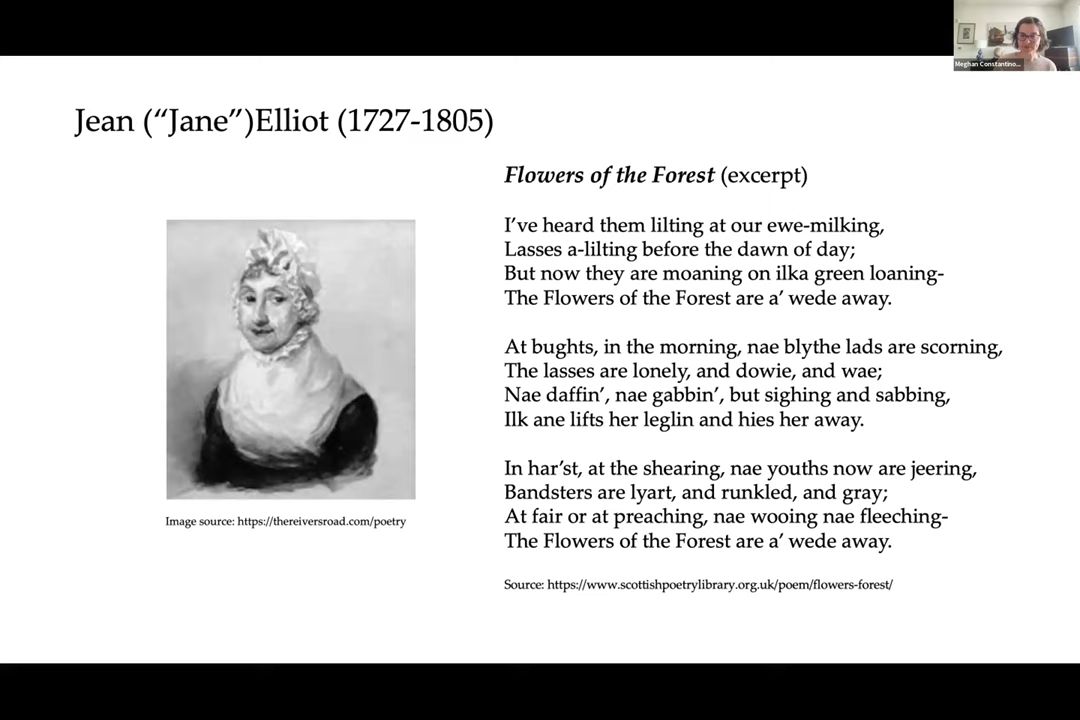 Meghan Constantino...
Jean (“Jane”)Elliot (1727-1805)
Flowers of the Forest (excerpt)
I’ve heard them lilting at our ewe-milking,
Lasses a-lilting before the dawn of day;
But now they are moaning on ilka green loaning-
The Flowers of the Forest are a’ wede away.
At bughts, in the morning, nae blythe lads are scorning,
The lasses are lonely, and dowie, and wae;
Nae daffin’, nae gabbin’, but sighing and sabbing,
Ilk ane lifts her leglin and hies her away.
In har’st, at the shearing, nae youths now are jeering,
Bandsters are lyart, and runkled, and gray;
At fair or at preaching, nae wooing nae fleeching-
The Flowers of the Forest are a’ wede away.
Image source: https://thereiversroad.com/poetry
Source: https://www.scottishpoetrylibrary.org.uk/poem/flowers-forest/